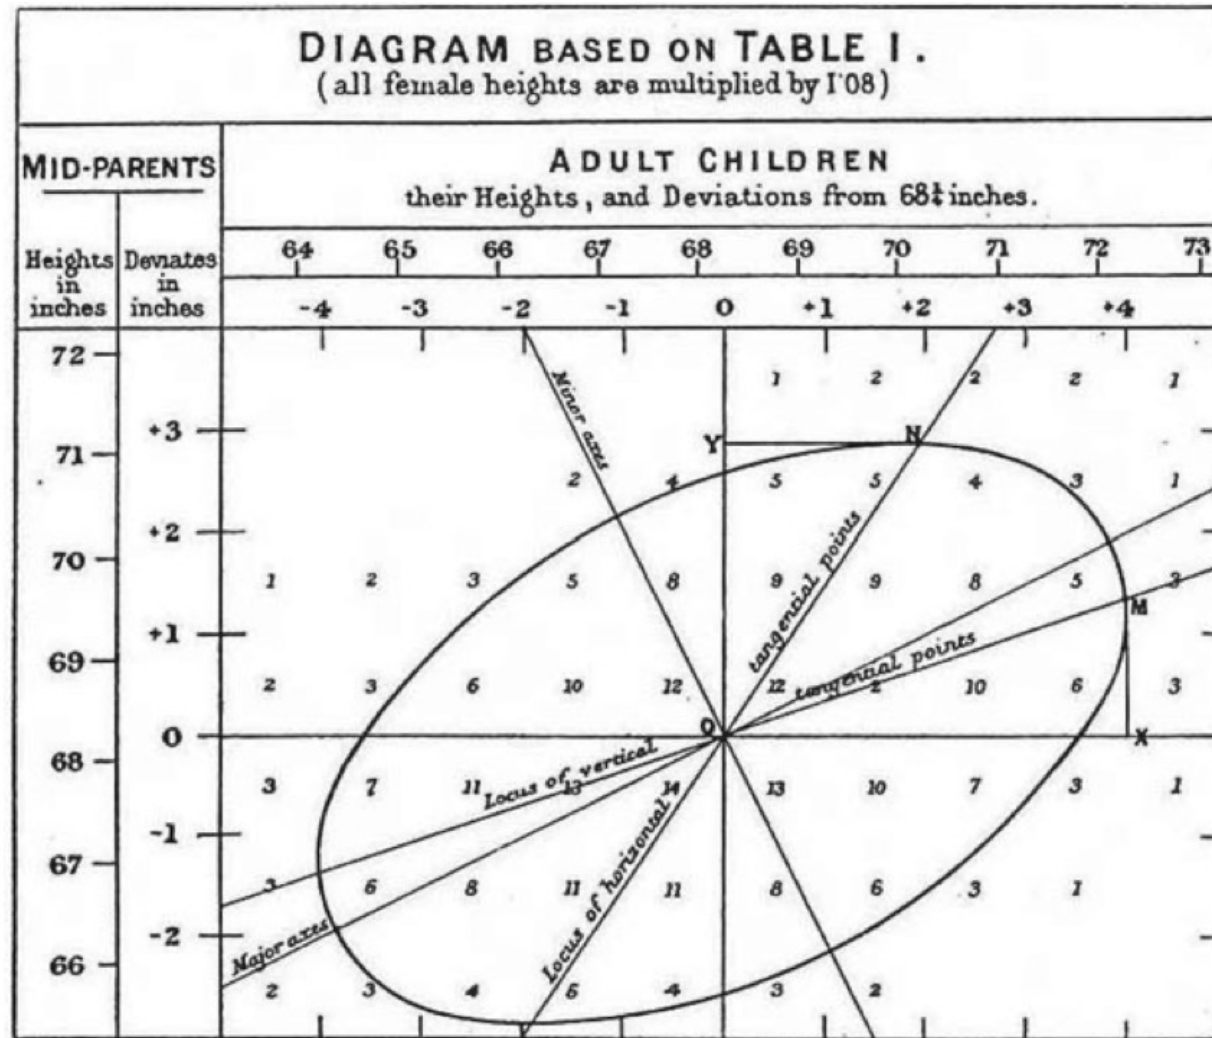 DIAGRAM BASED ON TABLE I.
(all female heights are multiplied by 1·08)
MID-PARENTS
ADULT CHILDREN
their Heights, and Deviations from 68¼ inches.
Heights in inches
Deviates in inches
64 65 66 67 68 69 70 71 72 73
-4 -3 -2 -1 0 +1 +2 +3 +4
72
1 2 2 2 1
Minor axes
+3
Y N
71
2 4 5 5 4 3 1
+2
70
1 2 3 5 8 9 9 8 5 3
tangential points
M
+1
69
tangential points
2 3 6 10 12 12 2 10 6 3
0
O X
68
Locus of vertical
3 7 11 13 14 13 10 7 3 1
-1
67
3 6 8 11 11 8 6 3 1
Locus of horizontal
-2
Major axes
66
2 3 4 5 4 3 2